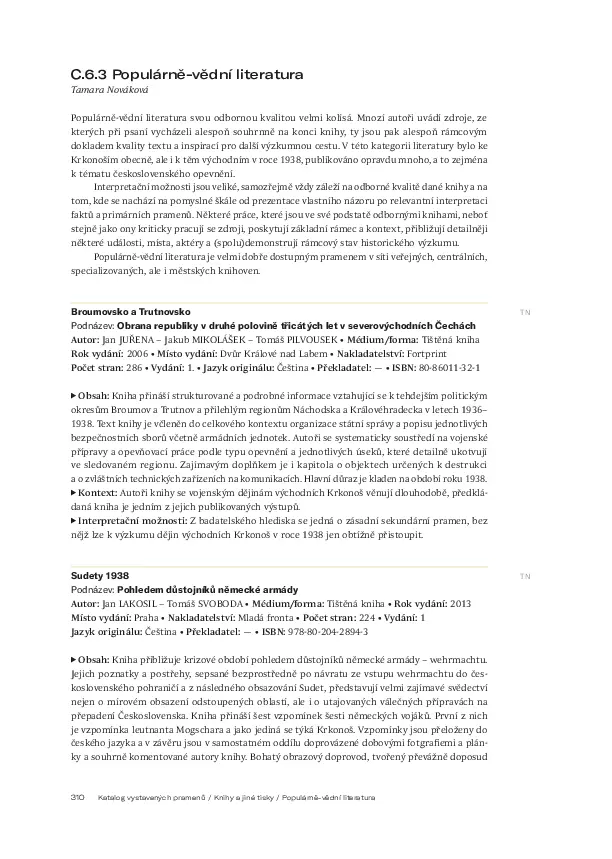 C.6.3 Populárně-vědní literatura
Tamara Nováková
Populárně-vědní literatura svou odbornou kvalitou velmi kolísá. Mnozí autoři uvádí zdroje, ze
kterých při psaní vycházeli alespoň souhrnně na konci knihy, ty jsou pak alespoň rámcovým
dokladem kvality textu a inspirací pro další výzkumnou cestu. V této kategorii literatury bylo ke
Krkonoším obecně, ale i k těm východním v roce 1938, publikováno opravdu mnoho, a to zejména
k tématu československého opevnění.
Interpretační možnosti jsou veliké, samozřejmě vždy záleží na odborné kvalitě dané knihy a na
tom, kde se nachází na pomyslné škále od prezentace vlastního názoru po relevantní interpretaci
faktů a primárních pramenů. Některé práce, které jsou ve své podstatě odbornými knihami, neboť
stejně jako ony kriticky pracují se zdroji, poskytují základní rámec a kontext, přibližují detailněji
některé události, místa, aktéry a (spolu)demonstrují rámcový stav historického výzkumu.
Populárně-vědní literatura je velmi dobře dostupným pramenem v síti veřejných, centrálních,
specializovaných, ale i městských knihoven.
Broumovsko a Trutnovsko TN
Podnázev: Obrana republiky v druhé polovině třicátých let v severovýchodních Čechách
Autor: Jan JUŘENA – Jakub MIKOLÁŠEK – Tomáš PILVOUSEK • Médium/forma: Tištěná kniha
Rok vydání: 2006 • Místo vydání: Dvůr Králové nad Labem • Nakladatelství: Fortprint
Počet stran: 286 • Vydání: 1. • Jazyk originálu: Čeština • Překladatel: — • ISBN: 80-86011-32-1
▶ Obsah: Kniha přináší strukturované a podrobné informace vztahující se k tehdejším politickým
okresům Broumov a Trutnov a přilehlým regionům Náchodska a Královéhradecka v letech 1936–
1938. Text knihy je včleněn do celkového kontextu organizace státní správy a popisu jednotlivých
bezpečnostních sborů včetně armádních jednotek. Autoři se systematicky soustředí na vojenské
přípravy a opevňovací práce podle typu opevnění a jednotlivých úseků, které detailně ukotvují
ve sledovaném regionu. Zajímavým doplňkem je i kapitola o objektech určených k destrukci
a o zvláštních technických zařízeních na komunikacích. Hlavní důraz je kladen na období roku 1938.
▶ Kontext: Autoři knihy se vojenským dějinám východních Krkonoš věnují dlouhodobě, předklá-
daná kniha je jedním z jejich publikovaných výstupů.
▶ Interpretační možnosti: Z badatelského hlediska se jedná o zásadní sekundární pramen, bez
nějž lze k výzkumu dějin východních Krkonoš v roce 1938 jen obtížně přistoupit.
Sudety 1938 TN
Podnázev: Pohledem důstojníků německé armády
Autor: Jan LAKOSIL – Tomáš SVOBODA • Médium/forma: Tištěná kniha • Rok vydání: 2013
Místo vydání: Praha • Nakladatelství: Mladá fronta • Počet stran: 224 • Vydání: 1
Jazyk originálu: Čeština • Překladatel: — • ISBN: 978-80-204-2894-3
▶ Obsah: Kniha přibližuje krizové období pohledem důstojníků německé armády – wehrmachtu.
Jejich poznatky a postřehy, sepsané bezprostředně po návratu ze vstupu wehrmachtu do čes-
koslovenského pohraničí a z následného obsazování Sudet, představují velmi zajímavé svědectví
nejen o mírovém obsazení odstoupených oblastí, ale i o utajovaných válečných přípravách na
přepadení Československa. Kniha přináší šest vzpomínek šesti německých vojáků. První z nich
je vzpomínka leutnanta Mogschara a jako jediná se týká Krkonoš. Vzpomínky jsou přeloženy do
českého jazyka a v závěru jsou v samostatném oddílu doprovázené dobovými fotografiemi a plán-
ky a souhrně komentované autory knihy. Bohatý obrazový doprovod, tvořený převážně doposud
310 Katalog vystavených pramenů / Knihy a jiné tisky / Populárně-vědní literatura